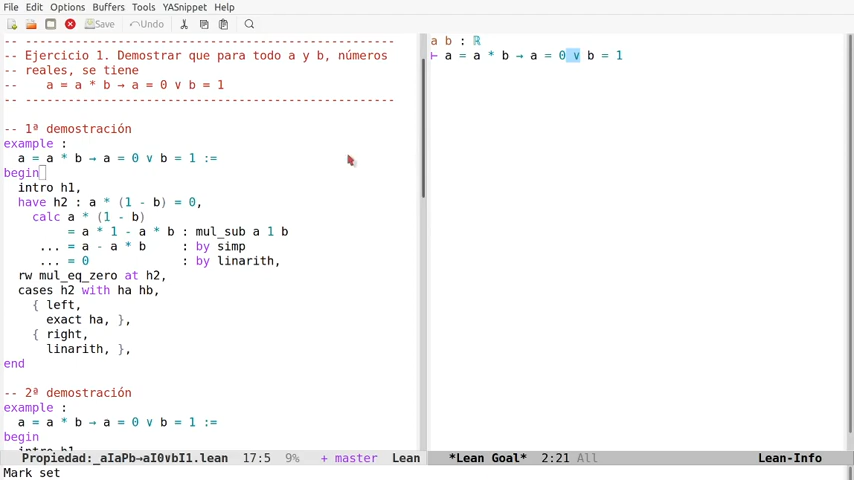 File Edit Options Buffers Tools YASnippet Help
Save Undo
-- ----------------------------------------------------
-- Ejercicio 1. Demostrar que para todo a y b, números
-- reales, se tiene
-- a = a * b → a = 0 ∨ b = 1
-- ----------------------------------------------------
-- 1ª demostración
example :
a = a * b → a = 0 ∨ b = 1 :=
begin
intro h1,
have h2 : a * (1 - b) = 0,
calc a * (1 - b)
= a * 1 - a * b : mul_sub a 1 b
... = a - a * b : by simp
... = 0 : by linarith,
rw mul_eq_zero at h2,
cases h2 with ha hb,
{ left,
exact ha, },
{ right,
linarith, },
end
-- 2ª demostración
example :
a = a * b → a = 0 ∨ b = 1 :=
begin
intro h1
Propiedad:_aIaPb→aI0∨bI1.lean 17:5 9% + master Lean
Mark set
a b : ℝ
⊢ a = a * b → a = 0 ∨ b = 1
*Lean Goal* 2:21 All Lean-Info